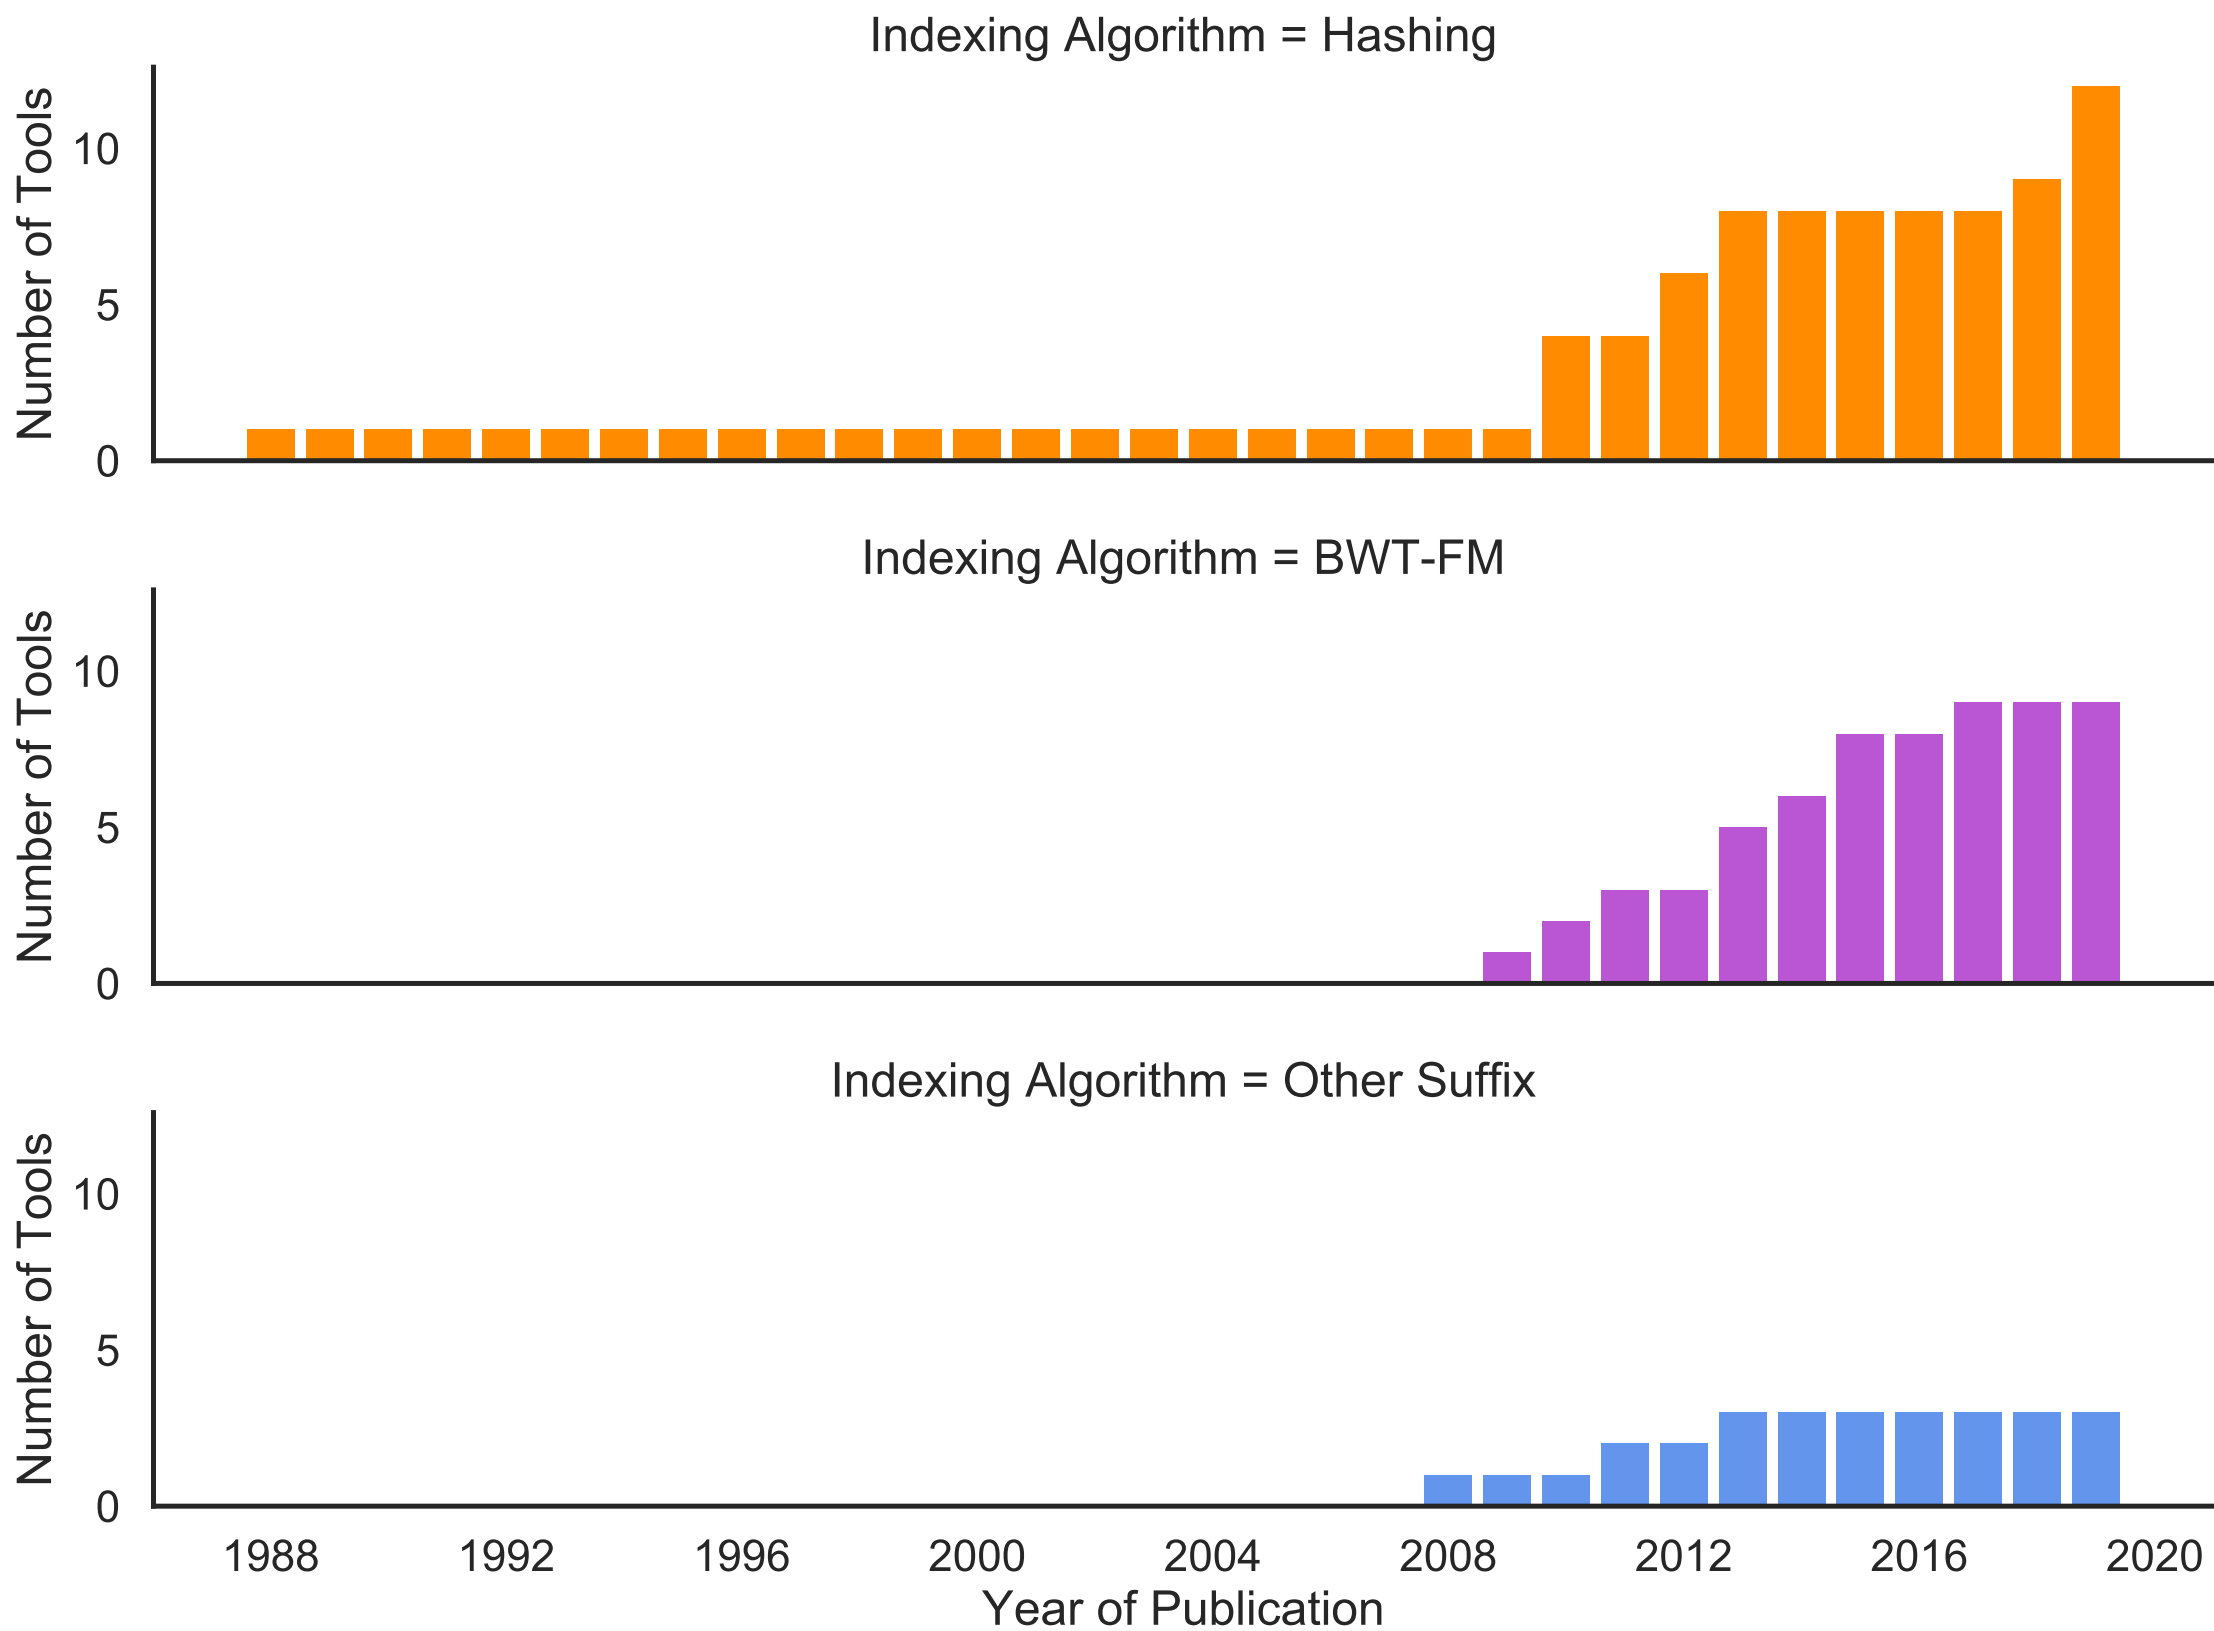 Indexing Algorithm = Hashing
Number of Tools
10
5
0
Indexing Algorithm = BWT-FM
Number of Tools
10
5
0
Indexing Algorithm = Other Suffix
Number of Tools
10
5
0
1988 1992 1996 2000 2004 2008 2012 2016 2020
Year of Publication